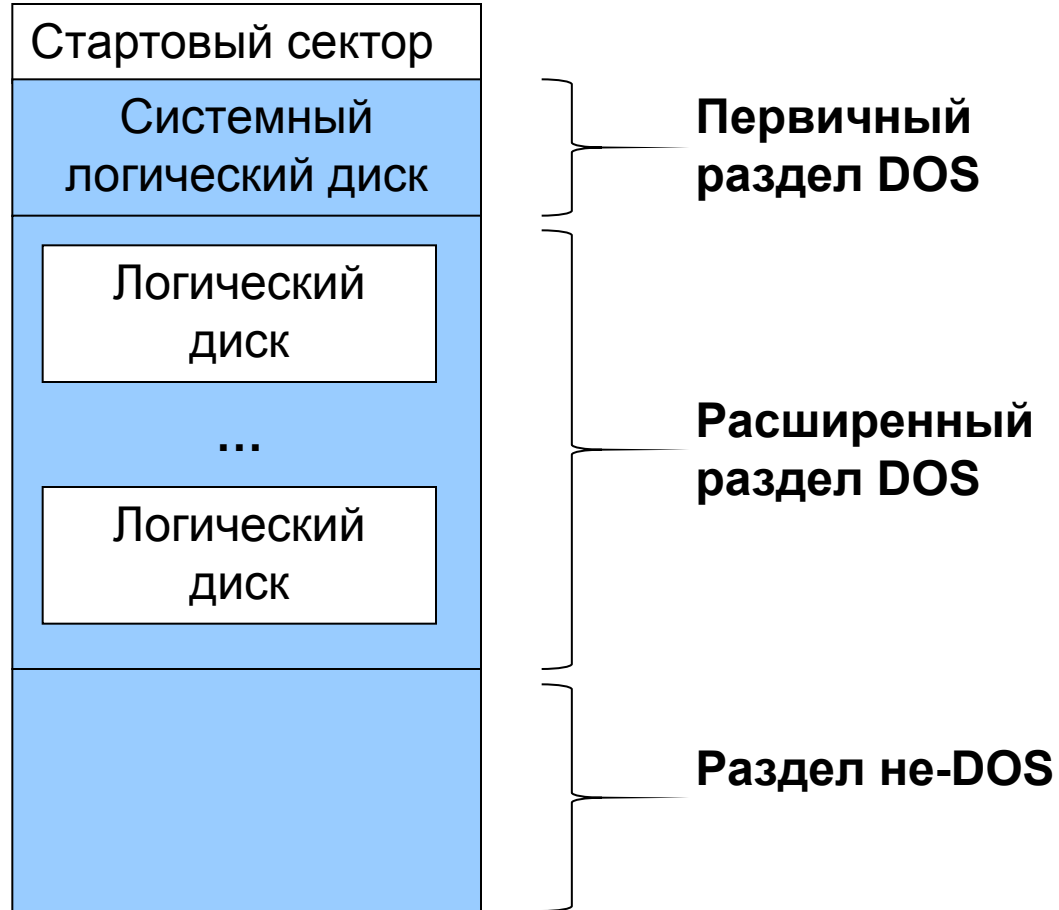 Стартовый сектор
Системный
логический диск
Первичный
раздел DOS
Логический
диск
...
Логический
диск
Расширенный
раздел DOS
Раздел не-DOS